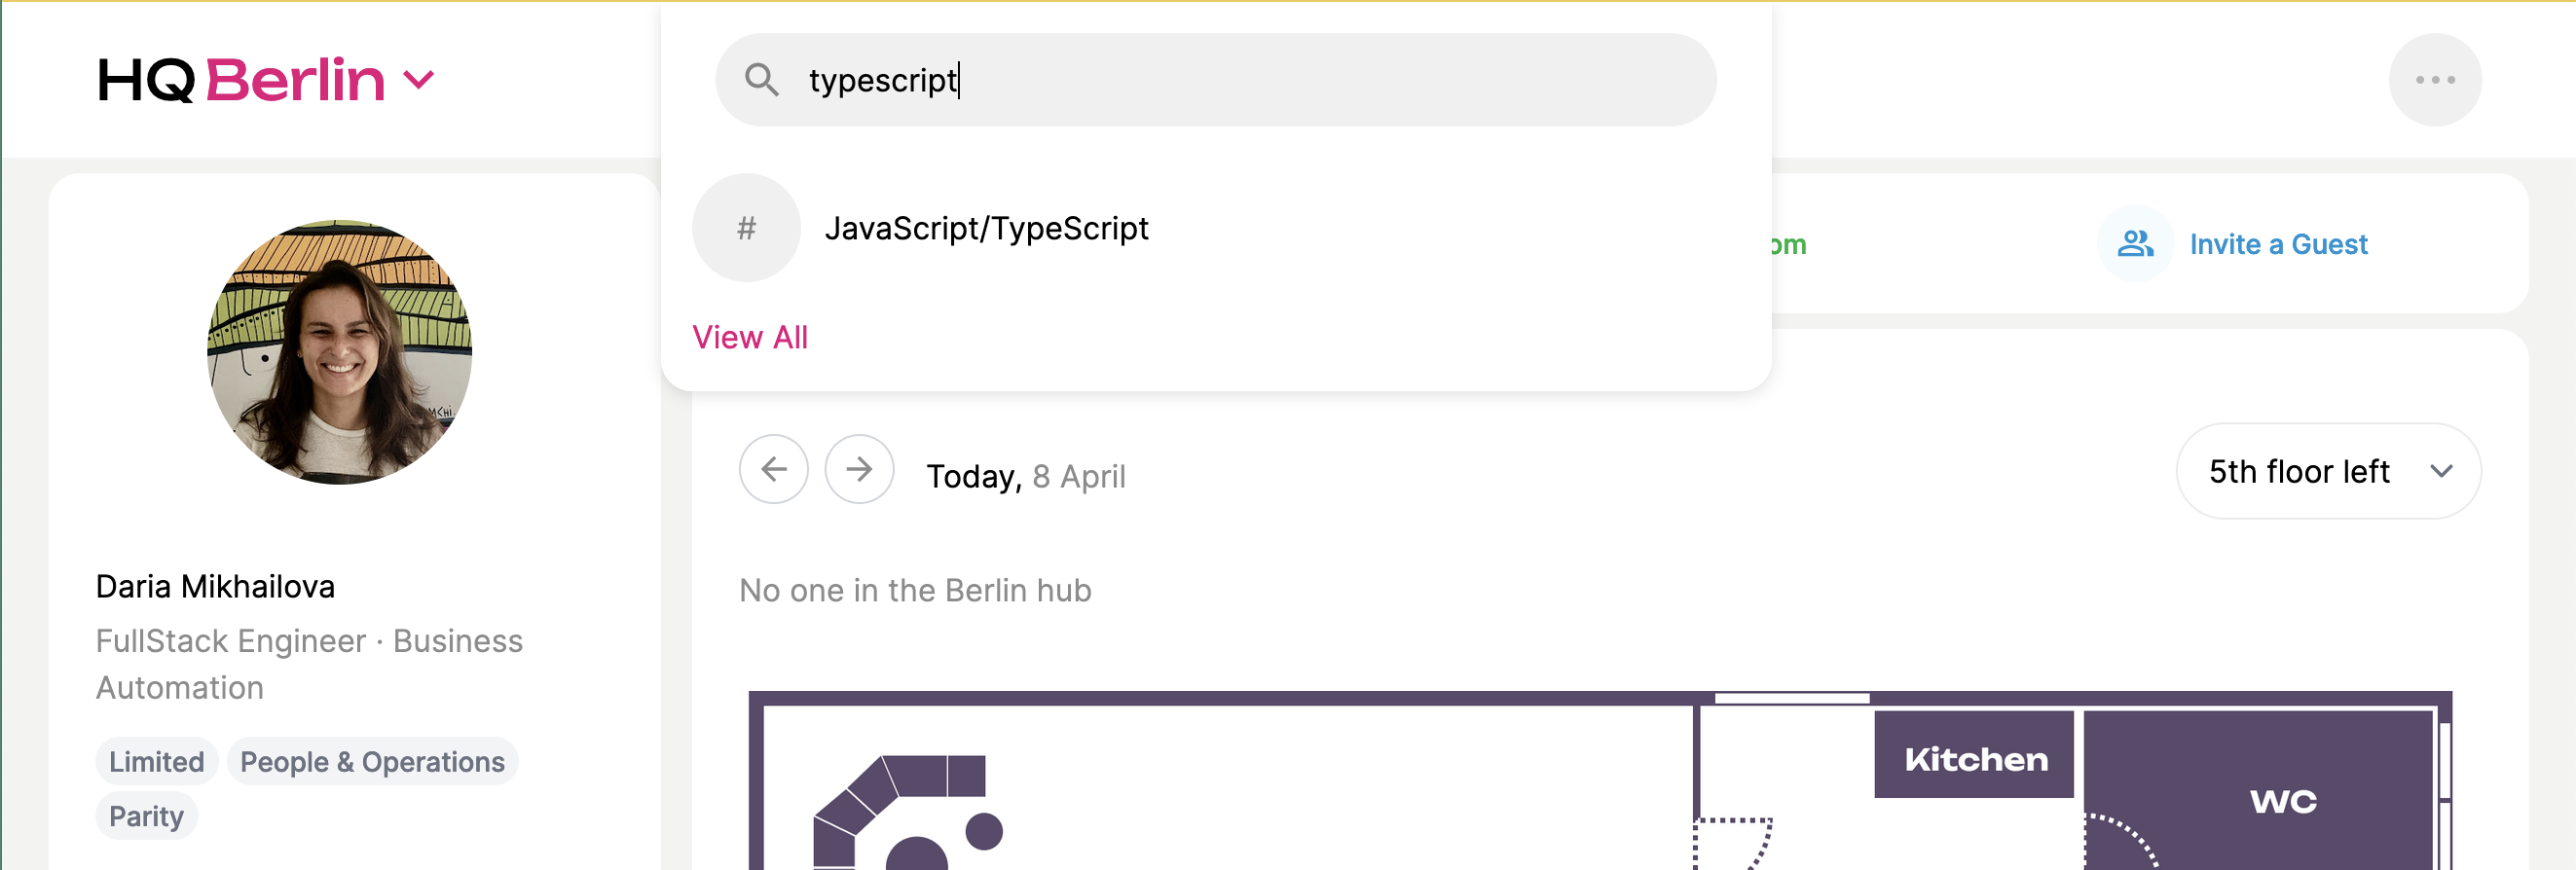 HQ Berlin
typescript
# JavaScript/TypeScript
View All
om
Invite a Guest
Daria Mikhailova
FullStack Engineer · Business
Automation
Limited People & Operations
Parity
Today, 8 April
5th floor left
No one in the Berlin hub
Kitchen
WC